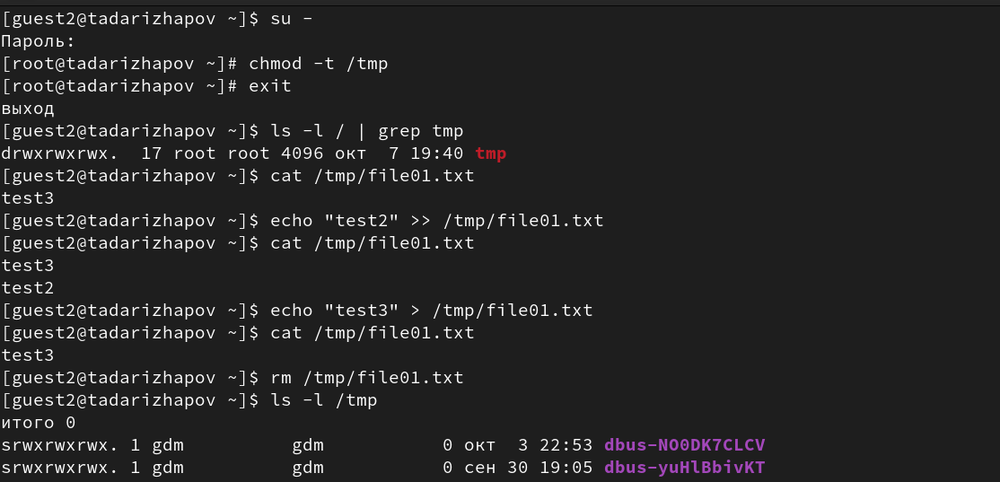 [guest2@tadarizhapov ~]$ su -
Пароль:
[root@tadarizhapov ~]# chmod -t /tmp
[root@tadarizhapov ~]# exit
выход
[guest2@tadarizhapov ~]$ ls -l / | grep tmp
drwxrwxrwx.  17 root root 4096 окт  7 19:40 tmp
[guest2@tadarizhapov ~]$ cat /tmp/file01.txt
test3
[guest2@tadarizhapov ~]$ echo "test2" >> /tmp/file01.txt
[guest2@tadarizhapov ~]$ cat /tmp/file01.txt
test3
test2
[guest2@tadarizhapov ~]$ echo "test3" > /tmp/file01.txt
[guest2@tadarizhapov ~]$ cat /tmp/file01.txt
test3
[guest2@tadarizhapov ~]$ rm /tmp/file01.txt
[guest2@tadarizhapov ~]$ ls -l /tmp
итого 0
srwxrwxrwx. 1 gdm          gdm           0 окт  3 22:53 dbus-NO0DK7CLCV
srwxrwxrwx. 1 gdm          gdm           0 сен 30 19:05 dbus-yuHlBbivKT